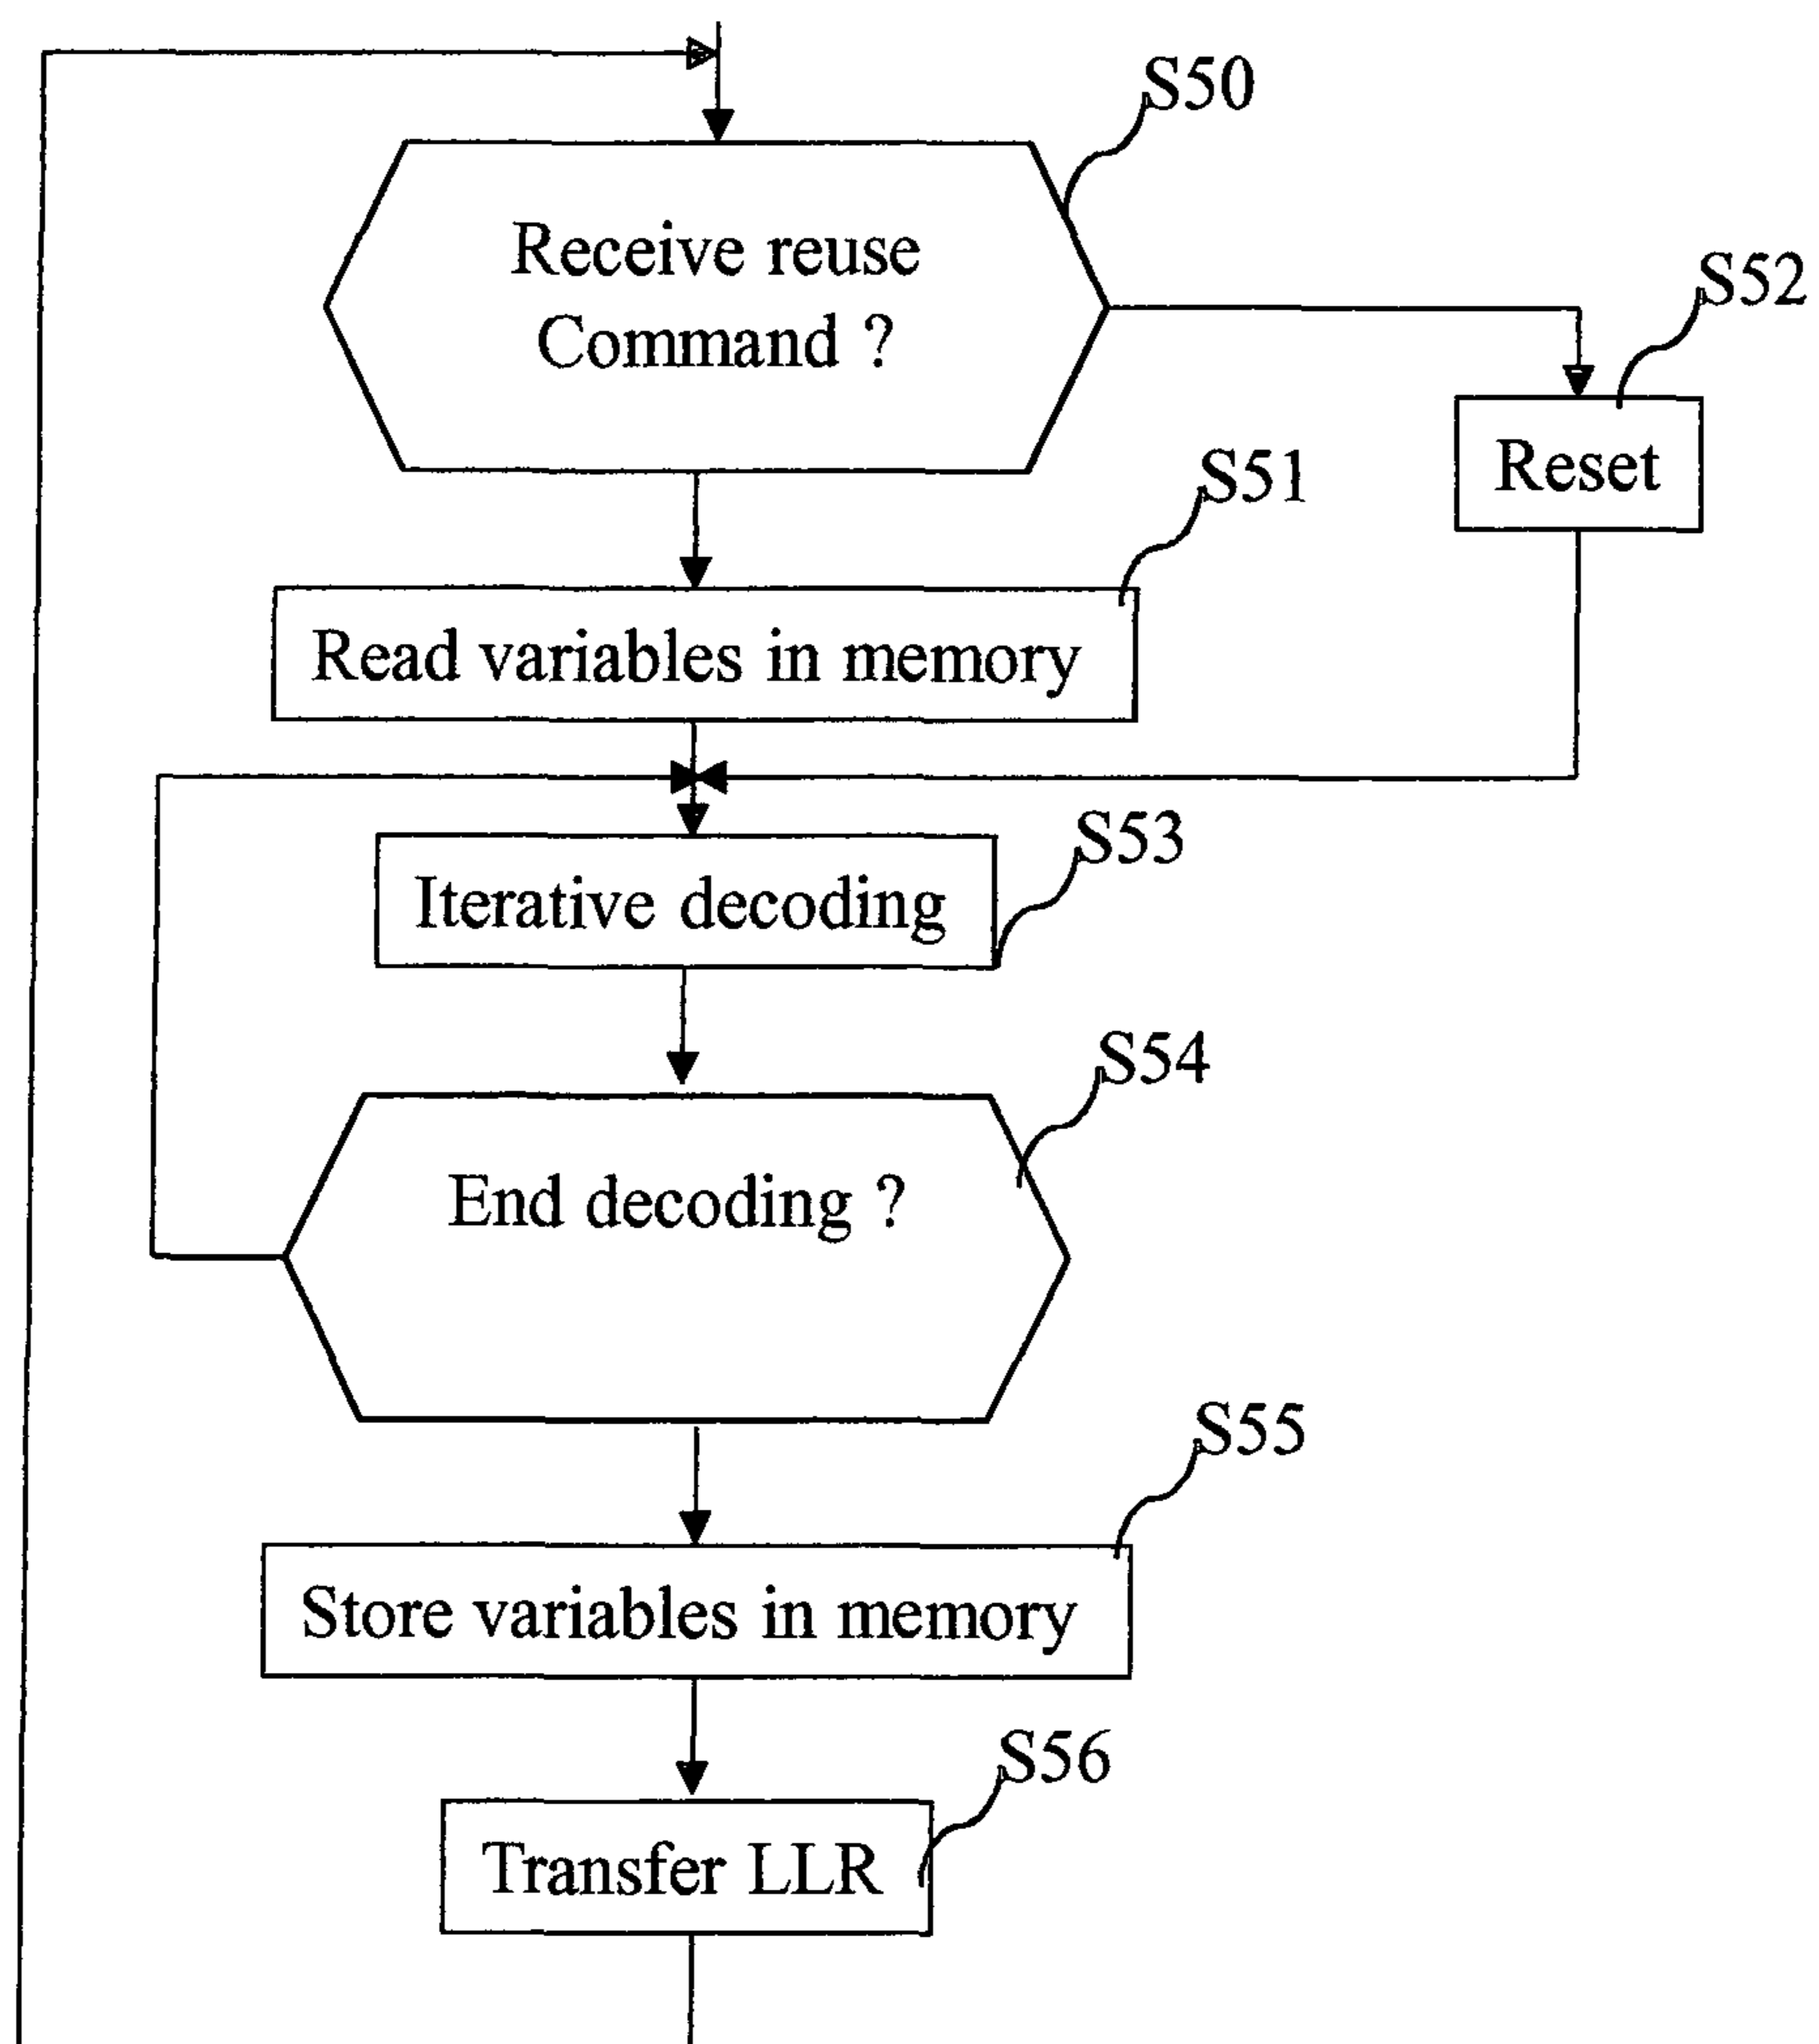 S50
Receive reuse
Command ?
S52
Reset
S51
Read variables in memory
S53
Iterative decoding
S54
End decoding ?
S55
Store variables in memory
S56
Transfer LLR